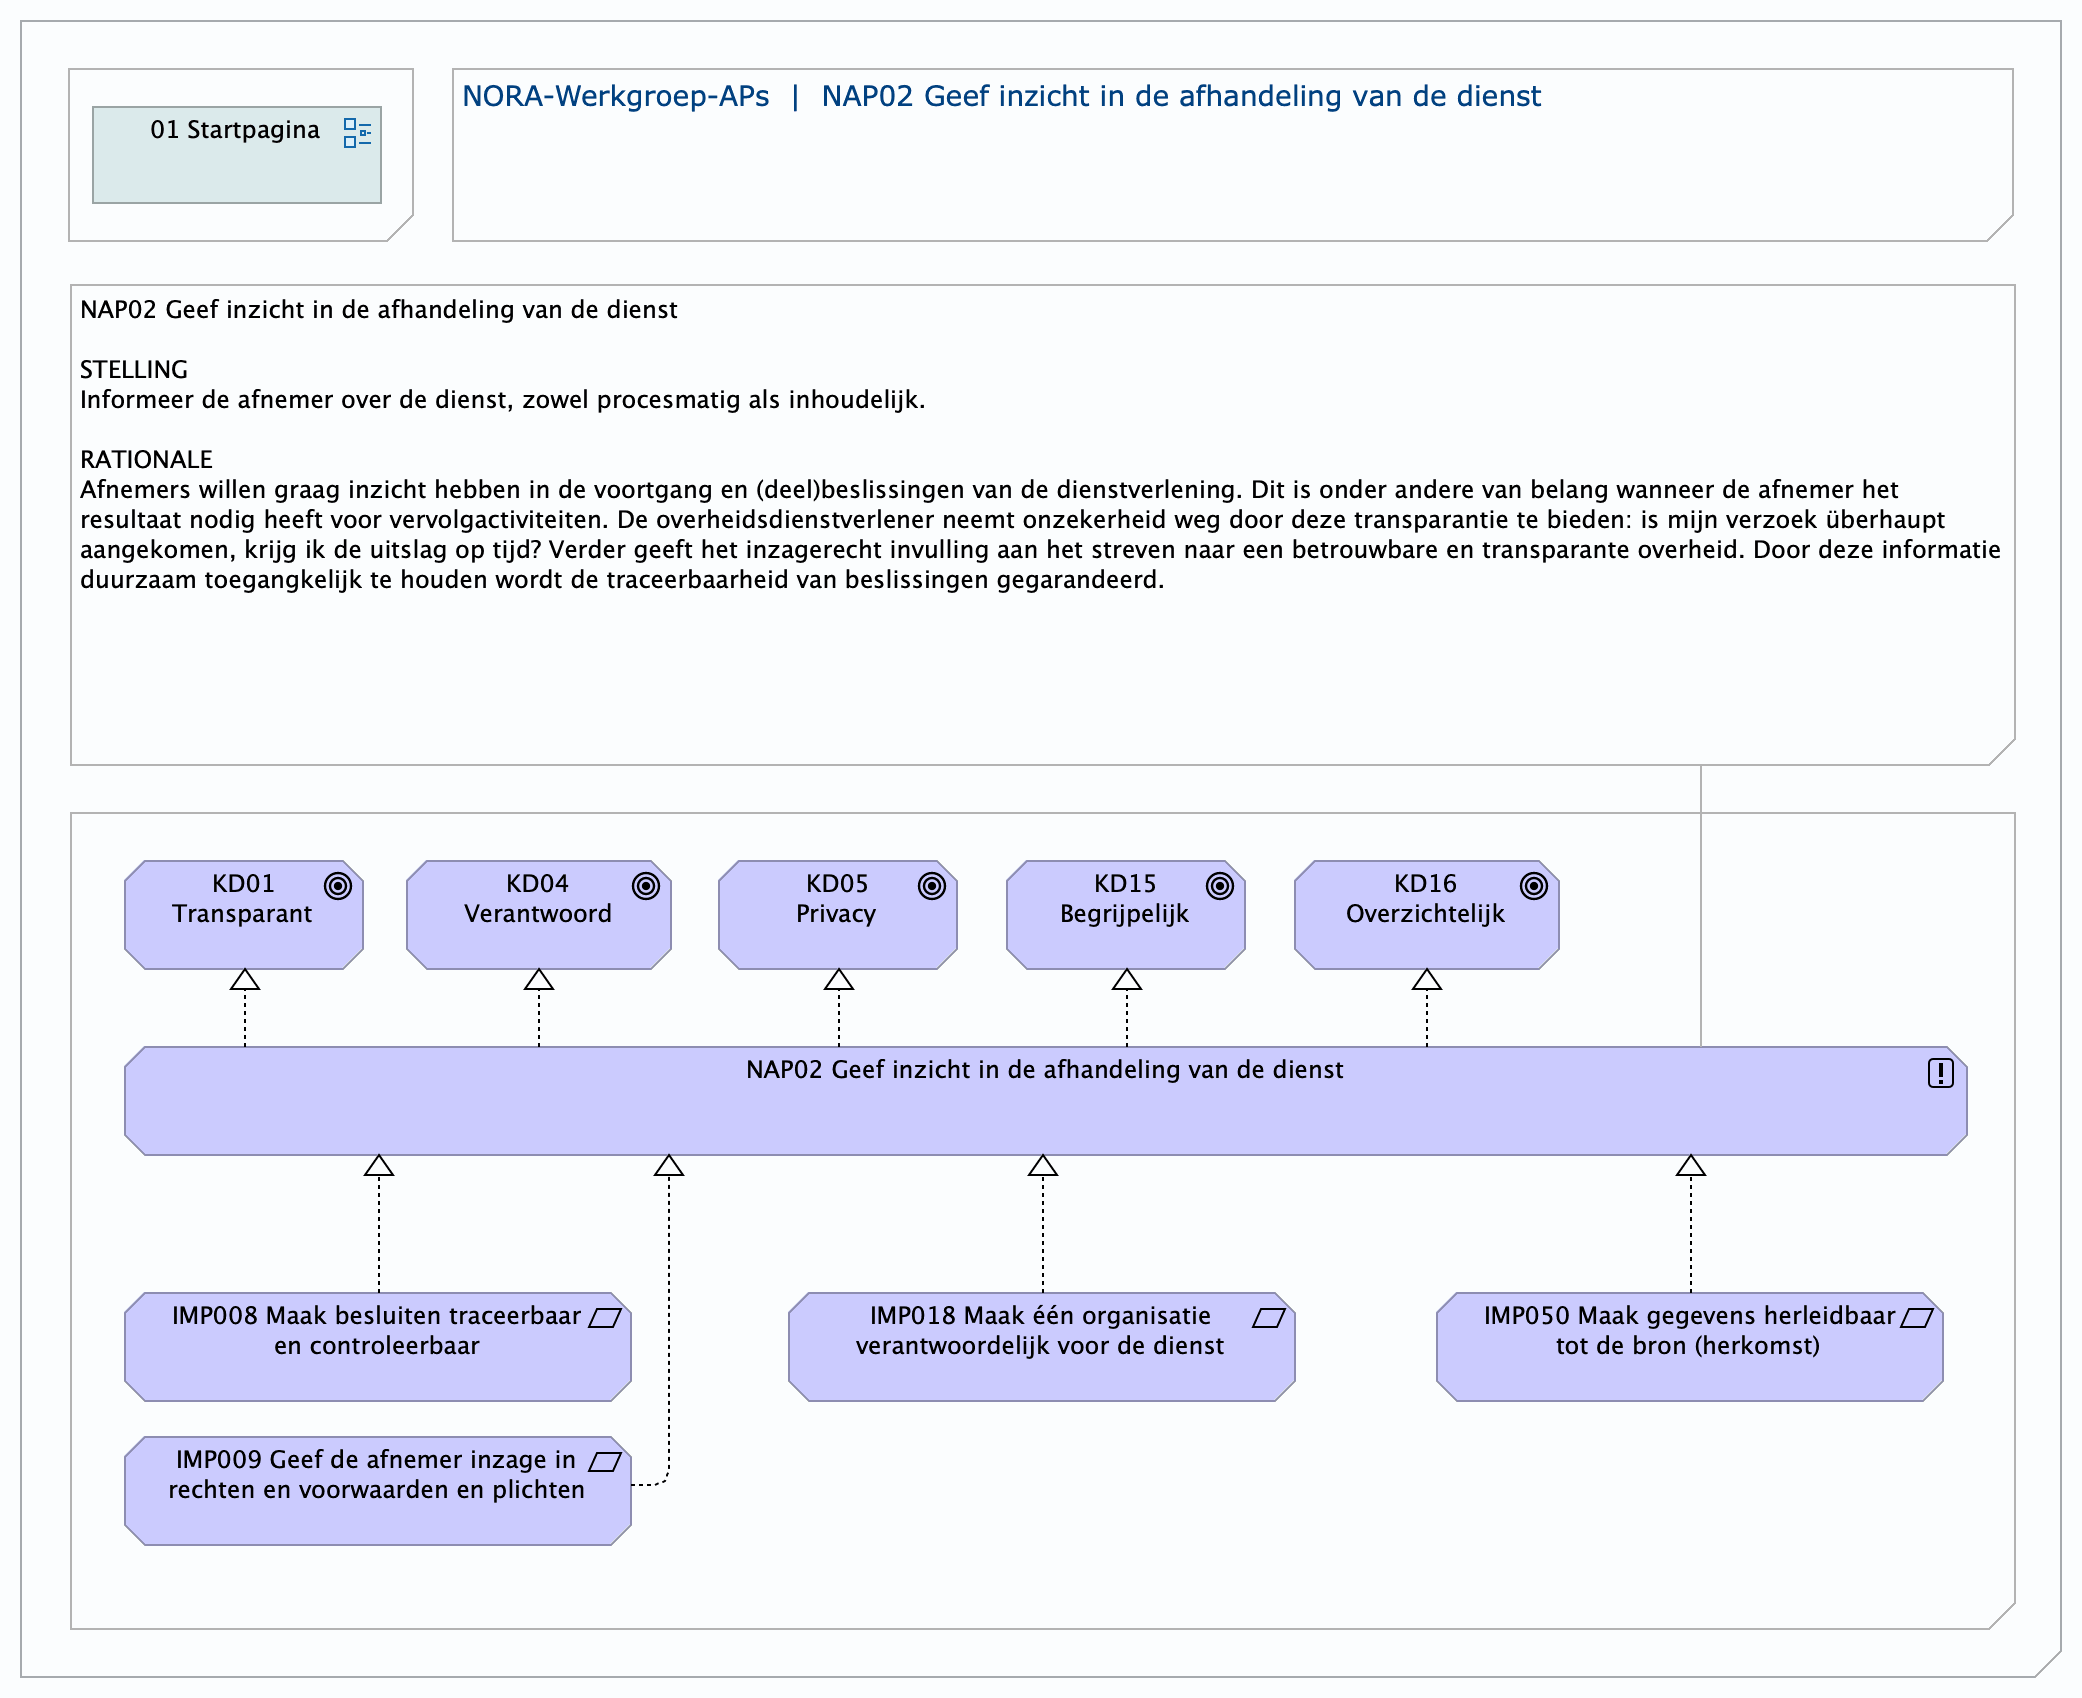 01 Startpagina
NORA-Werkgroep-APs | NAP02 Geef inzicht in de afhandeling van de dienst
NAP02 Geef inzicht in de afhandeling van de dienst
STELLING
Informeer de afnemer over de dienst, zowel procesmatig als inhoudelijk.
RATIONALE
Afnemers willen graag inzicht hebben in de voortgang en (deel)beslissingen van de dienstverlening. Dit is onder andere van belang wanneer de afnemer het
resultaat nodig heeft voor vervolgactiviteiten. De overheidsdienstverlener neemt onzekerheid weg door deze transparantie te bieden: is mijn verzoek überhaupt
aangekomen, krijg ik de uitslag op tijd? Verder geeft het inzagerecht invulling aan het streven naar een betrouwbare en transparante overheid. Door deze informatie
duurzaam toegangkelijk te houden wordt de traceerbaarheid van beslissingen gegarandeerd.
KD01
Transparant
KD04
Verantwoord
KD05
Privacy
KD15
Begrijpelijk
KD16
Overzichtelijk
NAP02 Geef inzicht in de afhandeling van de dienst
IMP008 Maak besluiten traceerbaar
en controleerbaar
IMP018 Maak één organisatie
verantwoordelijk voor de dienst
IMP050 Maak gegevens herleidbaar
tot de bron (herkomst)
IMP009 Geef de afnemer inzage in
rechten en voorwaarden en plichten